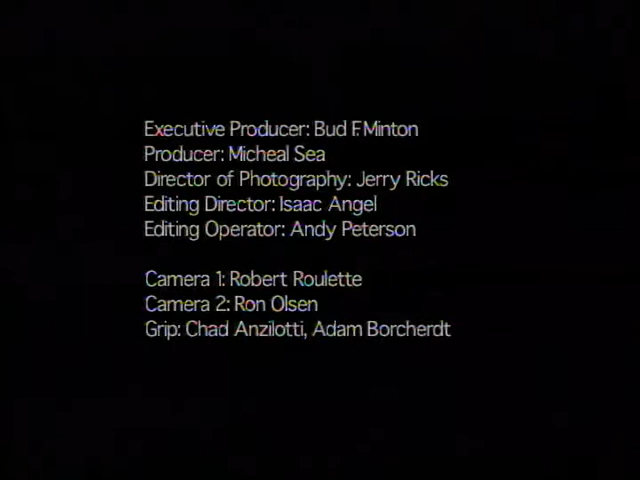 Executive Producer: Bud F. Minton
Producer: Micheal Sea
Director of Photography: Jerry Ricks
Editing Director: Isaac Angel
Editing Operator: Andy Peterson
Camera 1: Robert Roulette
Camera 2: Ron Olsen
Grip: Chad Anzilotti, Adam Borcherdt